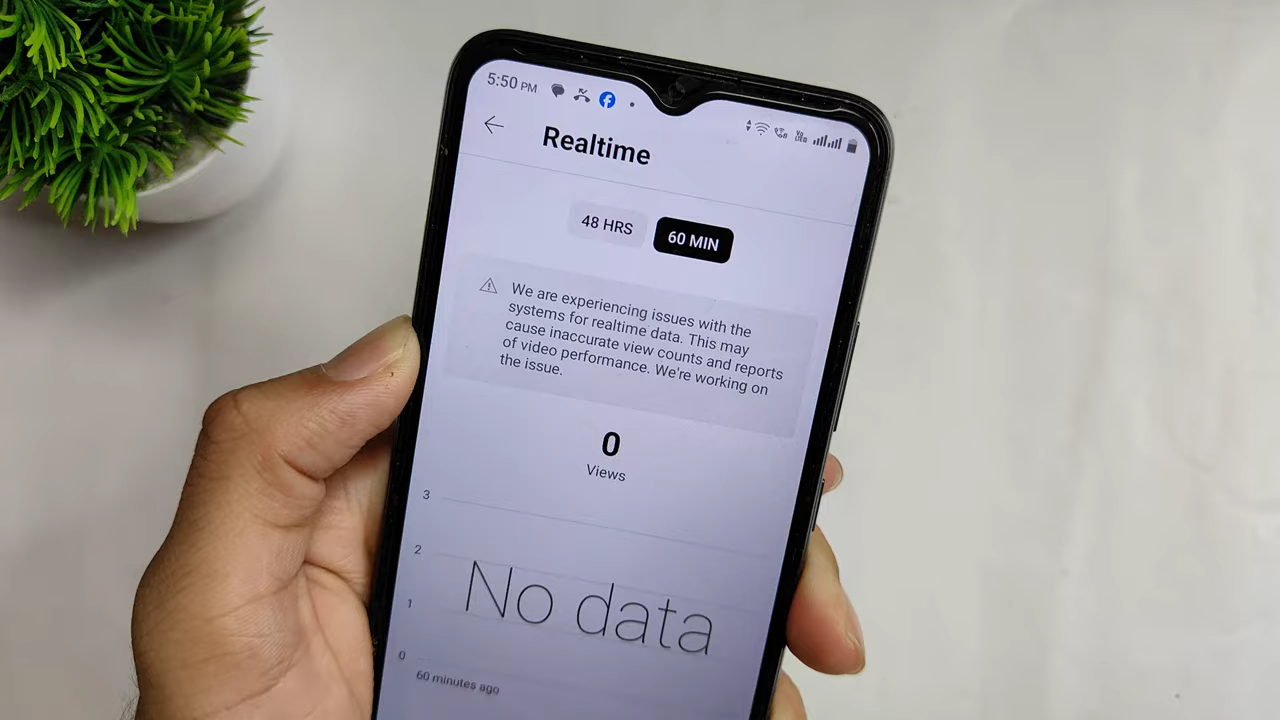 5:50 PM
Realtime
48 HRS
60 MIN
We are experiencing issues with the
systems for realtime data. This may
cause inaccurate view counts and reports
of video performance. We're working on
the issue.
0
Views
3
2
No data
1
0
60 minutes ago